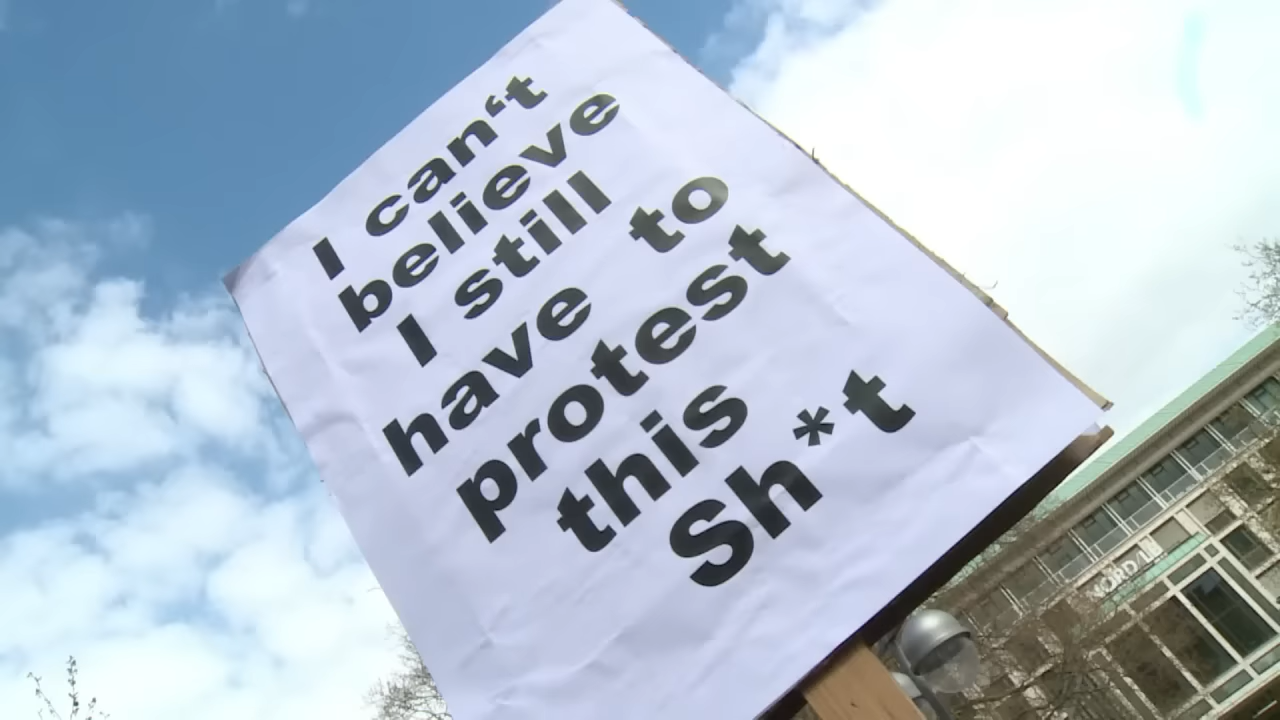 I can‘t
believe
I still
have to
protest
this
Sh*t